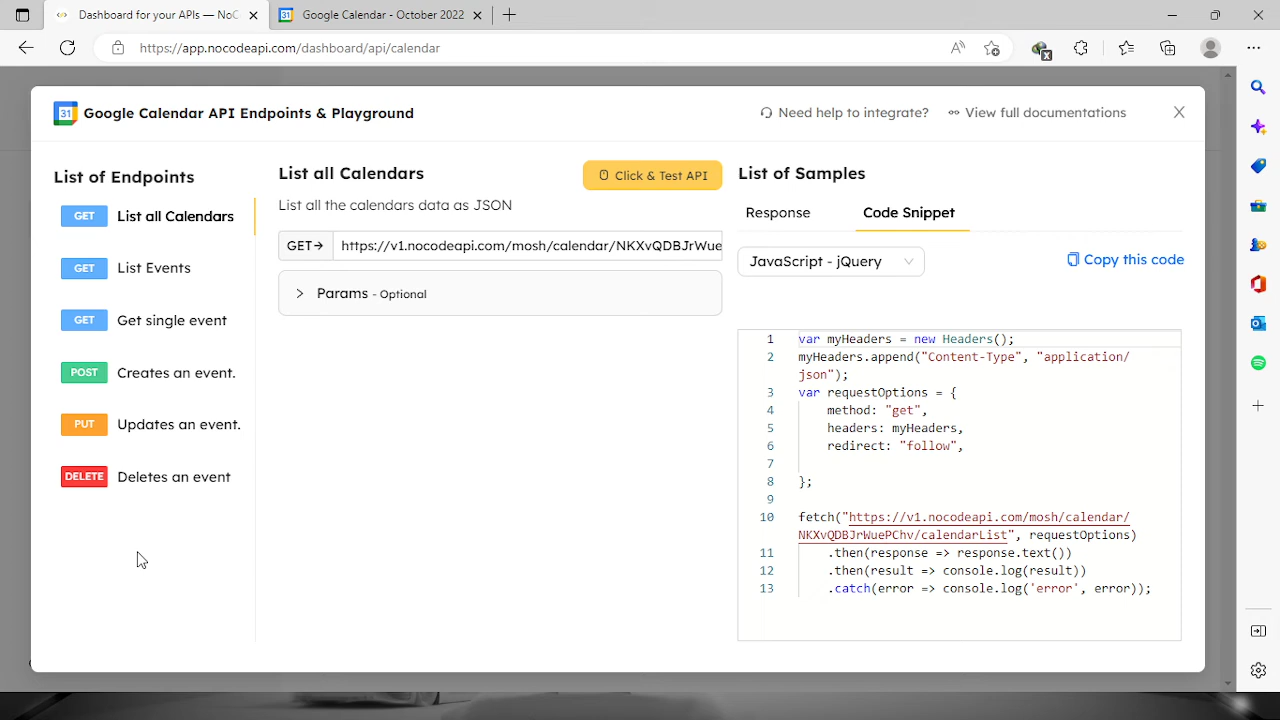 Dashboard for your APIs — NoC
Google Calendar - October 2022
https://app.nocodeapi.com/dashboard/api/calendar
31 Google Calendar API Endpoints & Playground
Need help to integrate?
View full documentations
List of Endpoints
GET List all Calendars
GET List Events
GET Get single event
POST Creates an event.
PUT Updates an event.
DELETE Deletes an event
List all Calendars
Click & Test API
List all the calendars data as JSON
GET→ https://v1.nocodeapi.com/mosh/calendar/NKXvQDBJrWue
Params - Optional
List of Samples
Response
Code Snippet
JavaScript - jQuery
Copy this code
1 var myHeaders = new Headers();
2 myHeaders.append("Content-Type", "application/
json");
3 var requestOptions = {
4 method: "get",
5 headers: myHeaders,
6 redirect: "follow",
7
8 };
9
10 fetch("https://v1.nocodeapi.com/mosh/calendar/
NKXvQDBJrWuePChv/calendarList", requestOptions)
11 .then(response => response.text())
12 .then(result => console.log(result))
13 .catch(error => console.log('error', error));